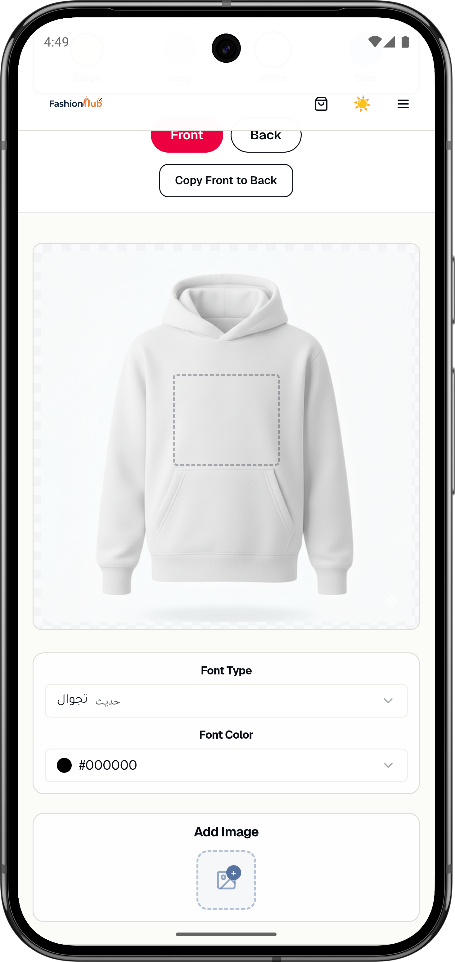 4:49
FashionHub
Front
Back
Copy Front to Back
Font Type
تجوال حديث
Font Color
#000000
Add Image